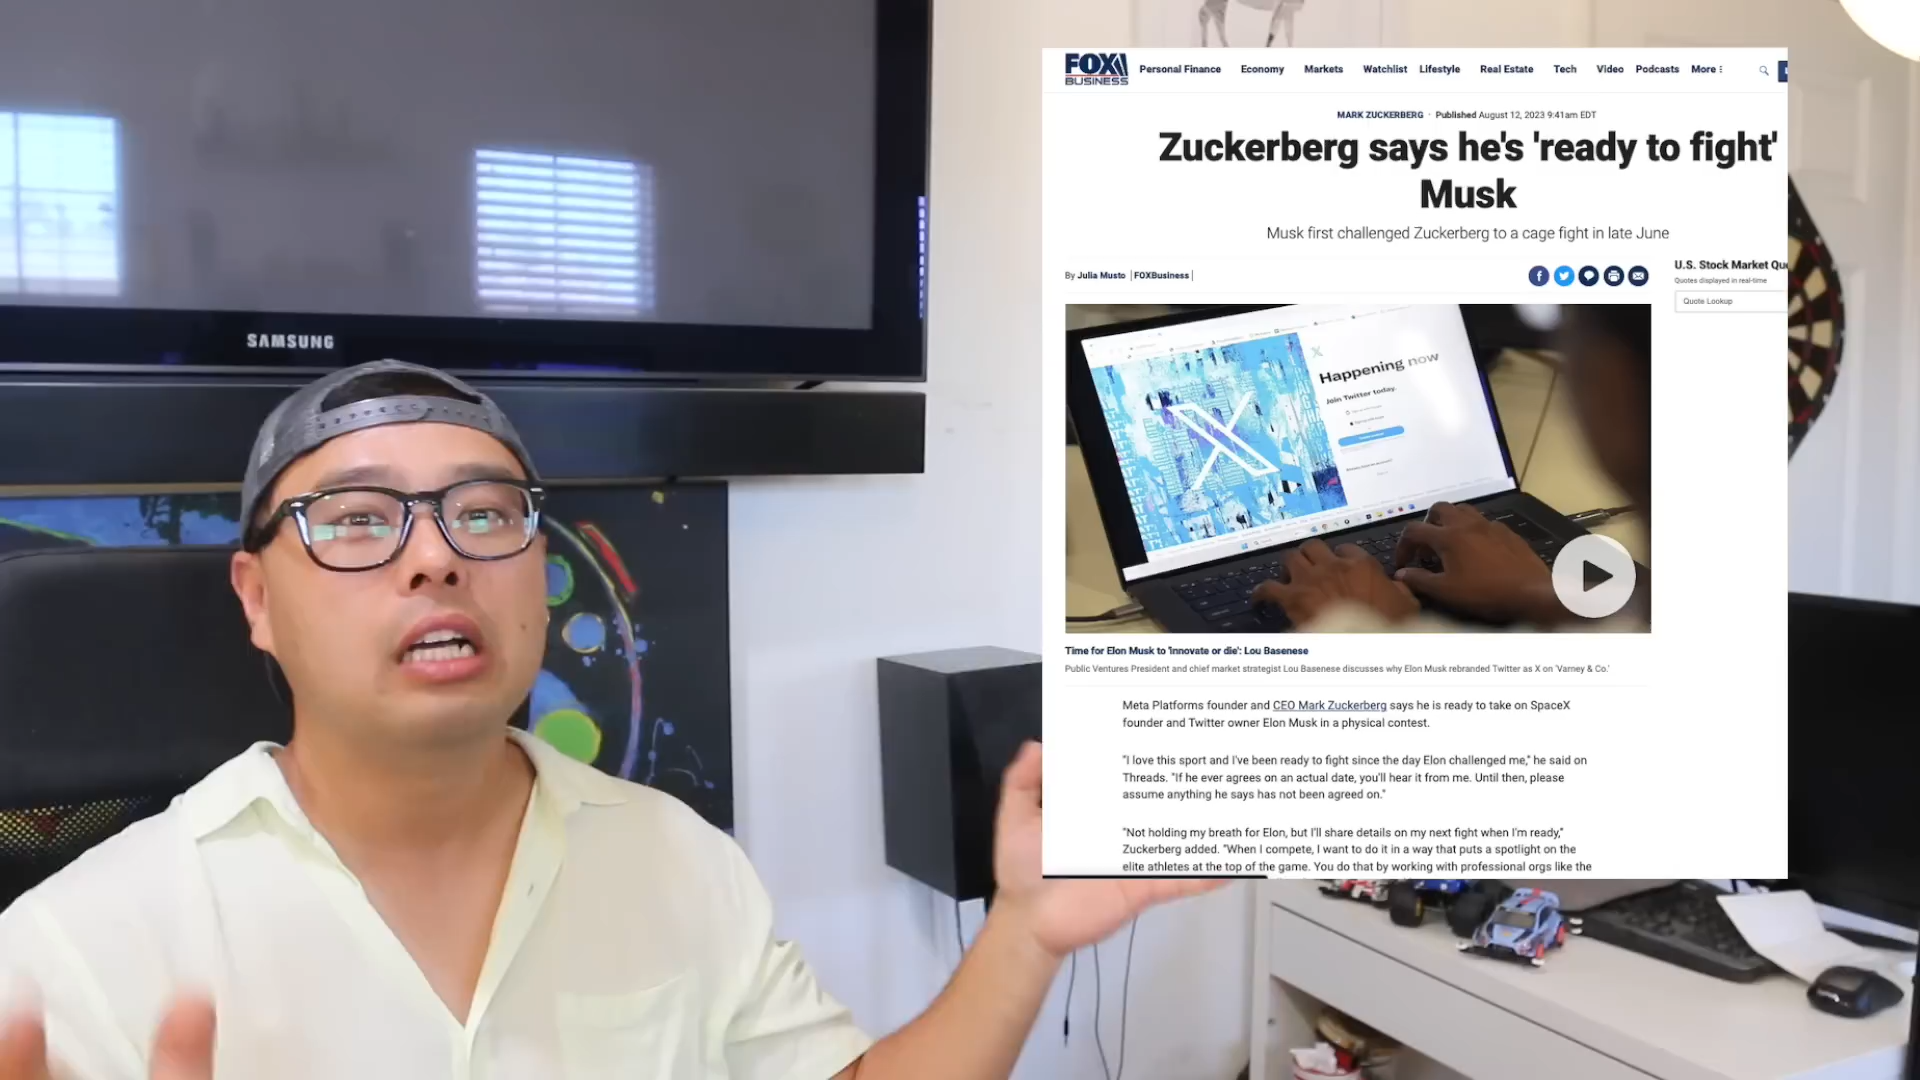 SAMSUNG
FOX
BUSINESS
Personal Finance Economy Markets Watchlist Lifestyle Real Estate Tech Video Podcasts More
MARK ZUCKERBERG · Published August 12, 2023 9:41am EDT
Zuckerberg says he's 'ready to fight'
Musk
Musk first challenged Zuckerberg to a cage fight in late June
By Julia Musto | FOXBusiness |
U.S. Stock Market Quo
Quotes displayed in real-time
Quote Lookup
Happening now
Join Twitter today.
Time for Elon Musk to 'innovate or die': Lou Basenese
Public Ventures President and chief market strategist Lou Basenese discusses why Elon Musk rebranded Twitter as X on 'Varney & Co.'
Meta Platforms founder and CEO Mark Zuckerberg says he is ready to take on SpaceX
founder and Twitter owner Elon Musk in a physical contest.
"I love this sport and I've been ready to fight since the day Elon challenged me," he said on
Threads. "If he ever agrees on an actual date, you'll hear it from me. Until then, please
assume anything he says has not been agreed on."
"Not holding my breath for Elon, but I'll share details on my next fight when I'm ready,"
Zuckerberg added. "When I compete, I want to do it in a way that puts a spotlight on the
elite athletes at the top of the game. You do that by working with professional orgs like the